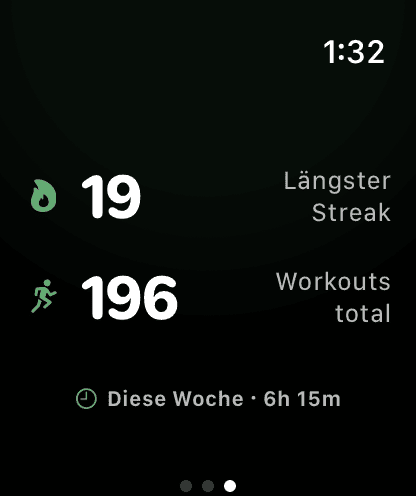 1:32
19
Längster
Streak
196
Workouts
total
Diese Woche · 6h 15m